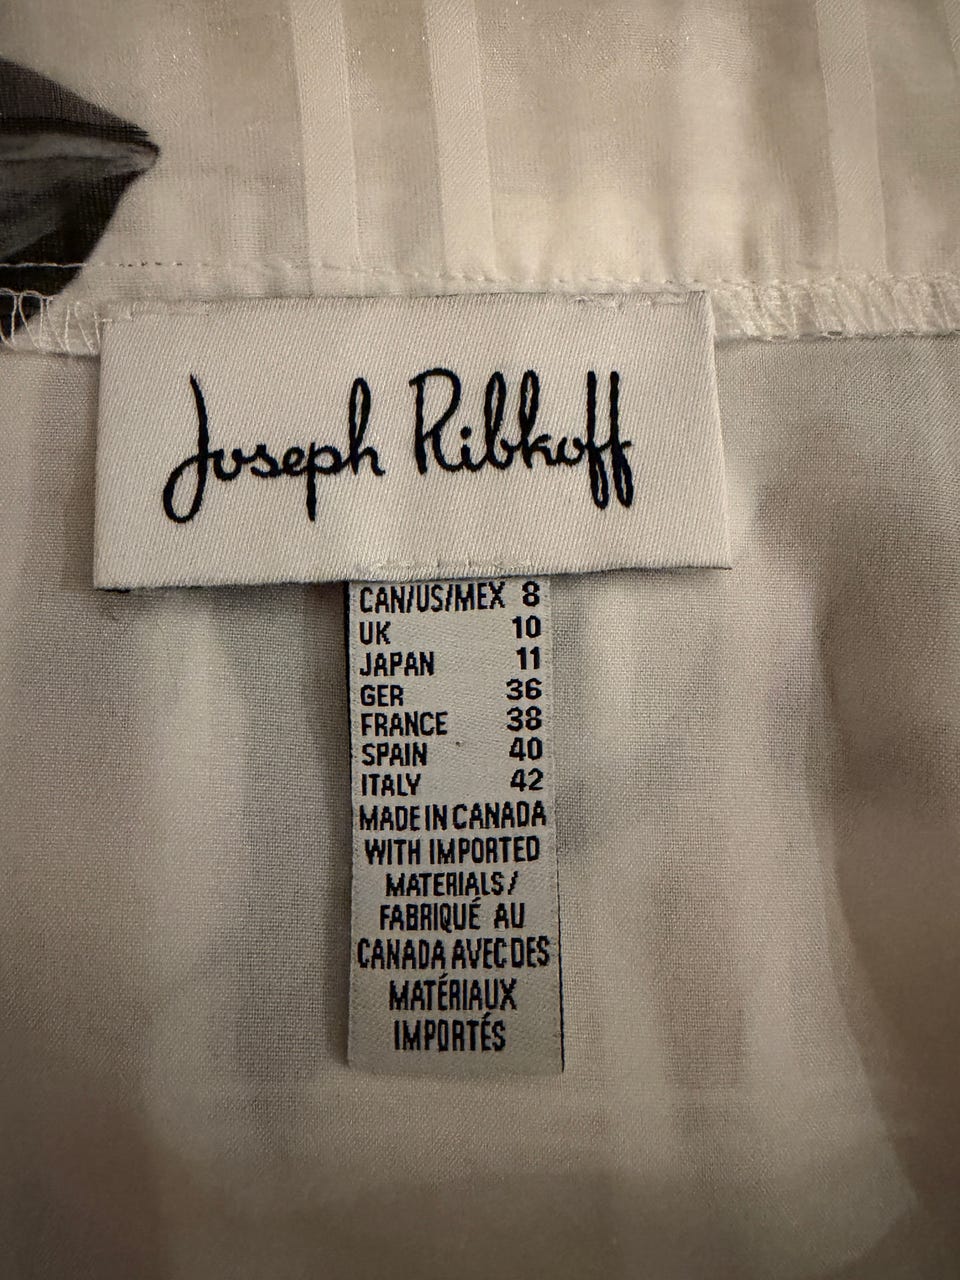 Joseph Ribkoff
CAN/US/MEX 8
UK 10
JAPAN 11
GER 36
FRANCE 38
SPAIN 40
ITALY 42
MADE IN CANADA
WITH IMPORTED
MATERIALS/
FABRIQUÉ AU
CANADA AVEC DES
MATÉRIAUX
IMPORTÉS